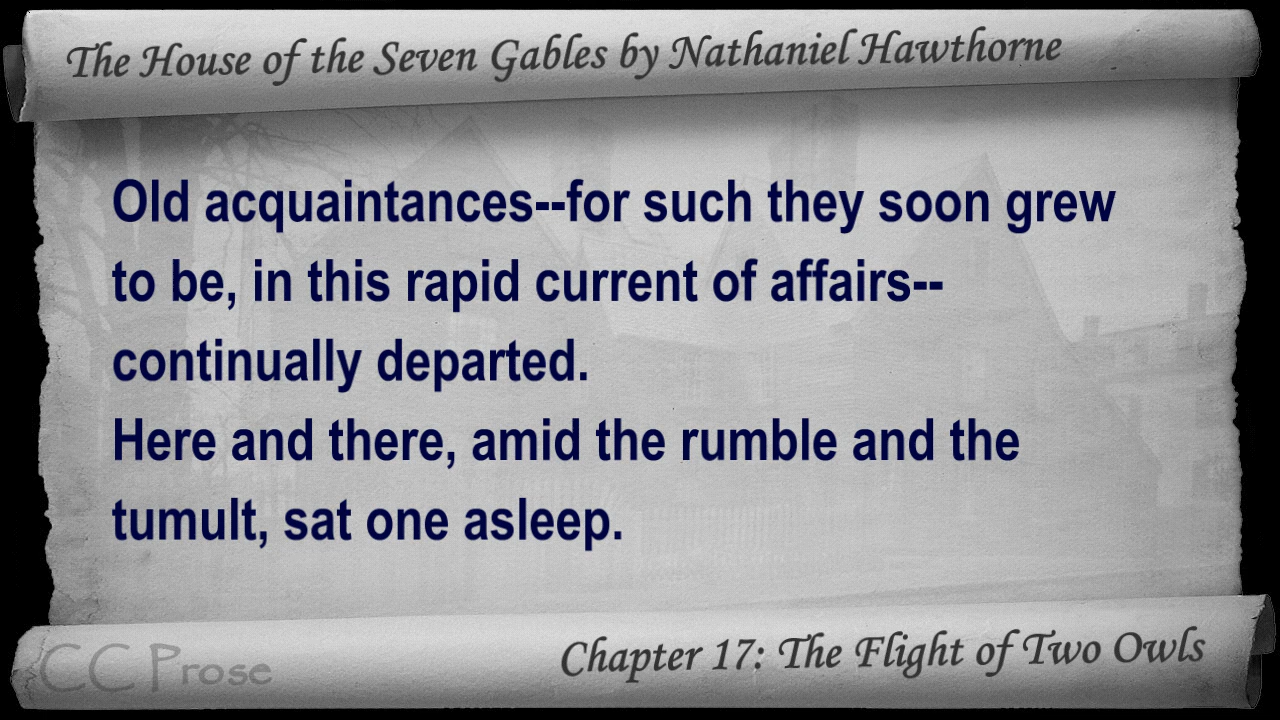 The House of the Seven Gables by Nathaniel Hawthorne
Old acquaintances--for such they soon grew
to be, in this rapid current of affairs--
continually departed.
Here and there, amid the rumble and the
tumult, sat one asleep.
CC Prose
Chapter 17: The Flight of Two Owls